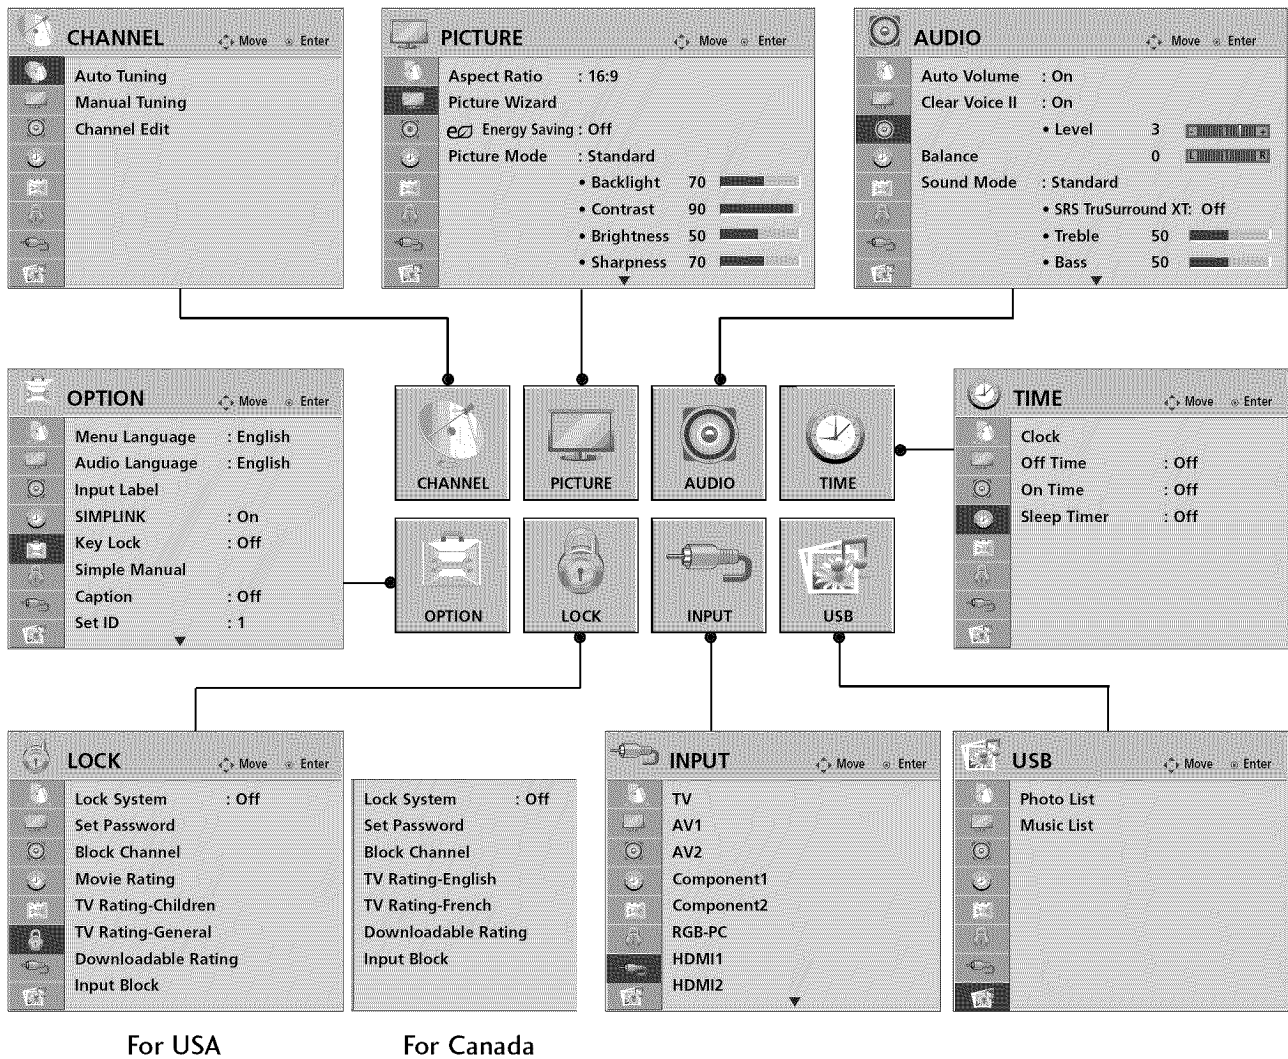 CHANNEL Move Enter
Auto Tuning
Manual Tuning
Channel Edit
PICTURE Move Enter
Aspect Ratio : 16:9
Picture Wizard
Energy Saving : Off
Picture Mode : Standard
• Backlight 70
• Contrast 90
• Brightness 50
• Sharpness 70
AUDIO Move Enter
Auto Volume : On
Clear Voice II : On
• Level 3 - +
Balance 0 L R
Sound Mode : Standard
• SRS TruSurround XT: Off
• Treble 50
• Bass 50
OPTION Move Enter
Menu Language : English
Audio Language : English
Input Label
SIMPLINK : On
Key Lock : Off
Simple Manual
Caption : Off
Set ID : 1
CHANNEL
PICTURE
AUDIO
TIME
OPTION
LOCK
INPUT
USB
TIME Move Enter
Clock
Off Time : Off
On Time : Off
Sleep Timer : Off
LOCK Move Enter
Lock System : Off
Set Password
Block Channel
Movie Rating
TV Rating-Children
TV Rating-General
Downloadable Rating
Input Block
For USA
Lock System : Off
Set Password
Block Channel
TV Rating-English
TV Rating-French
Downloadable Rating
Input Block
For Canada
INPUT Move Enter
TV
AV1
AV2
Component1
Component2
RGB-PC
HDMI1
HDMI2
USB Move Enter
Photo List
Music List